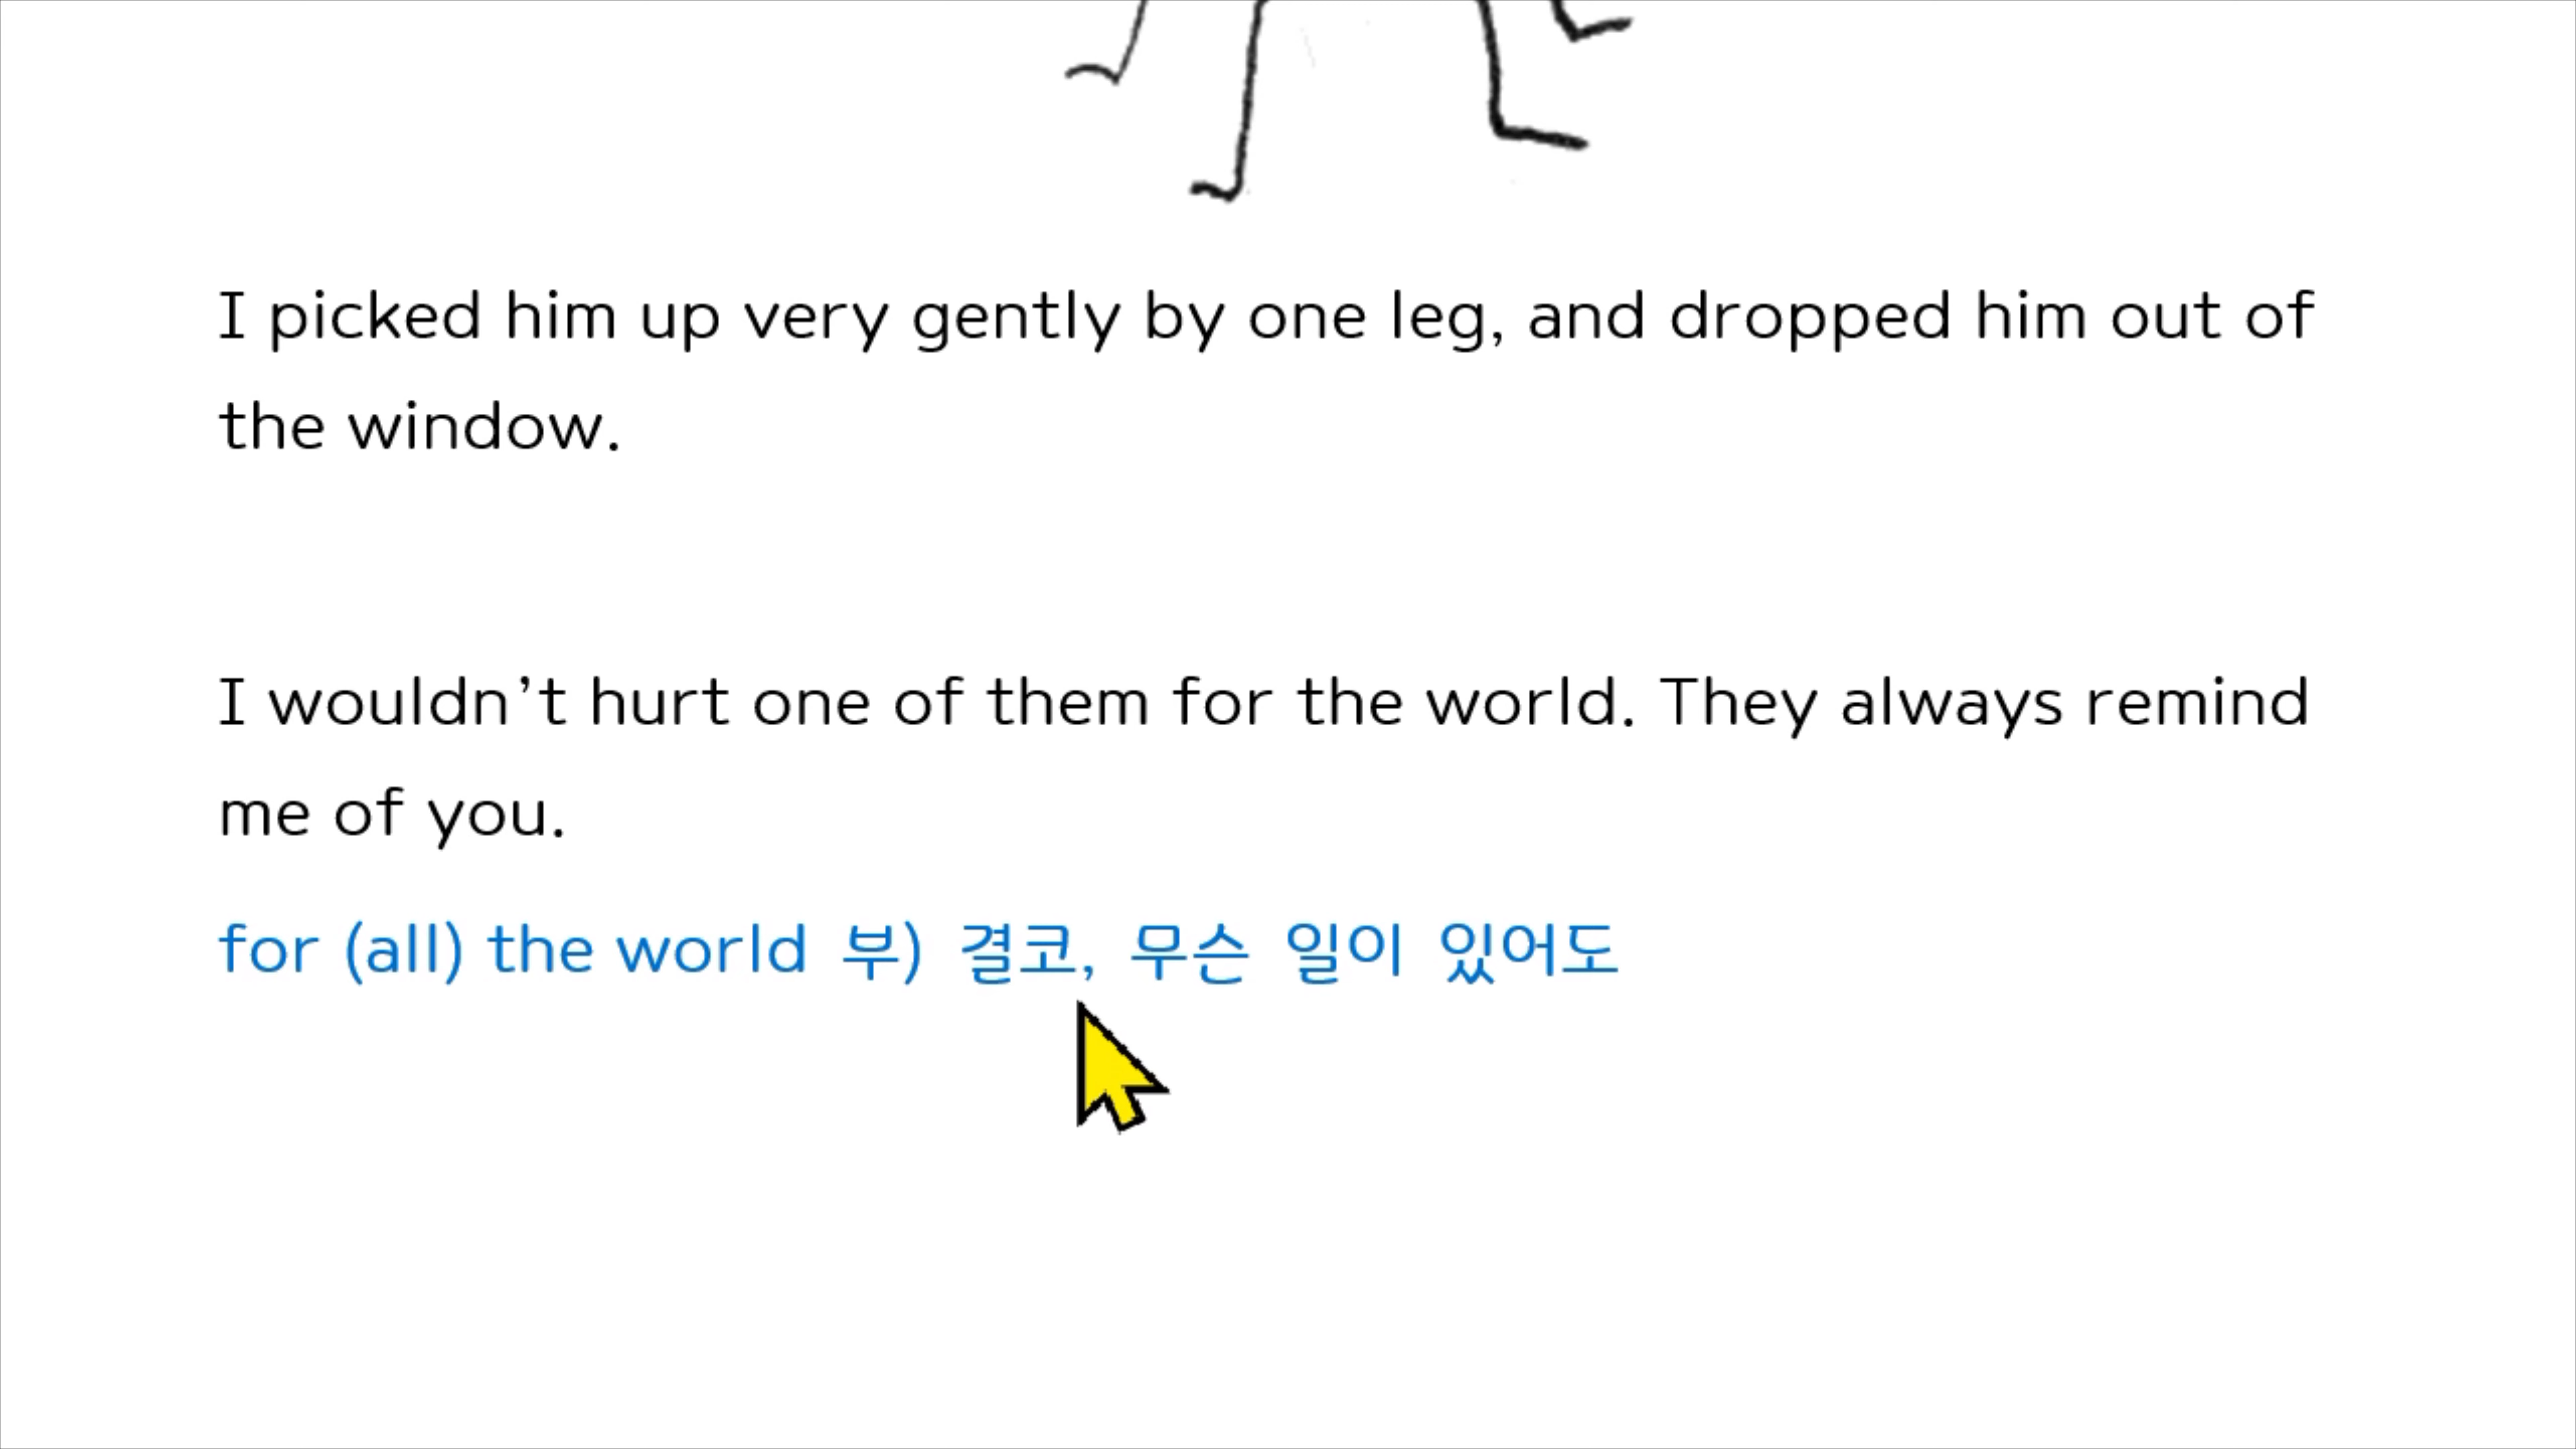 I picked him up very gently by one leg, and dropped him out of
the window.
I wouldn’t hurt one of them for the world. They always remind
me of you.
for (all) the world 부) 결코, 무슨 일이 있어도